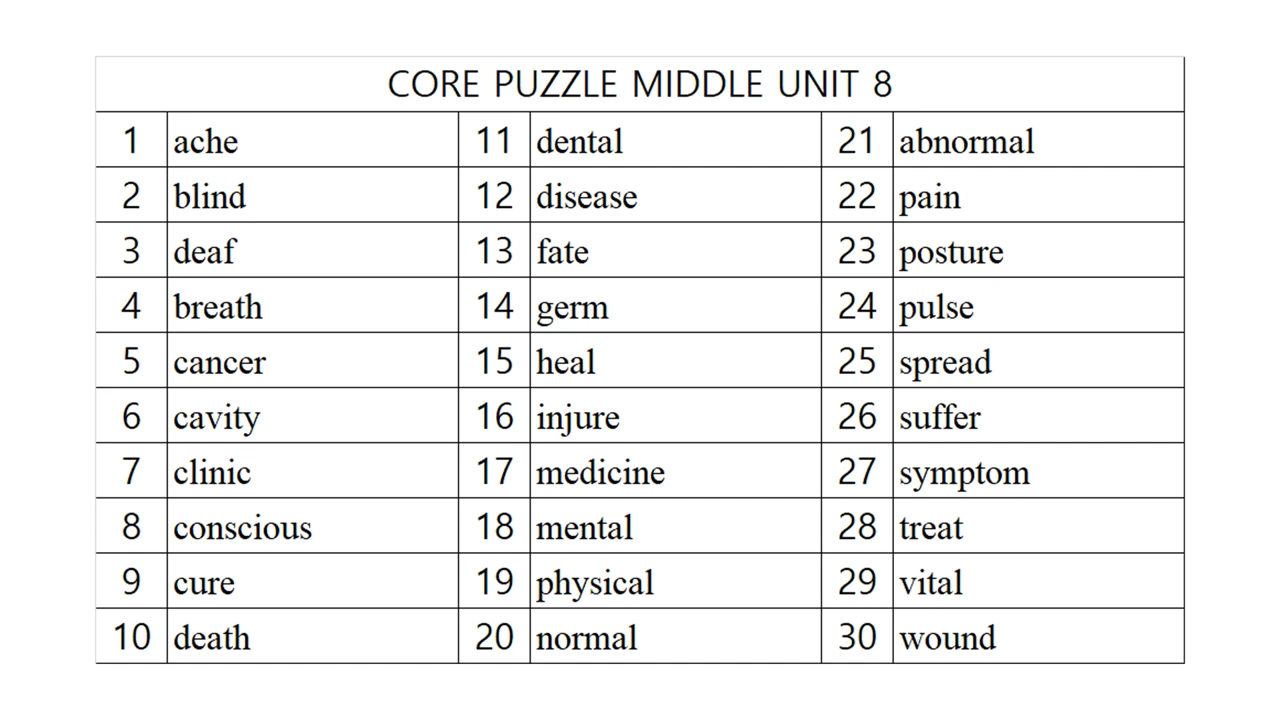 CORE PUZZLE MIDDLE UNIT 8
1 ache 11 dental 21 abnormal
2 blind 12 disease 22 pain
3 deaf 13 fate 23 posture
4 breath 14 germ 24 pulse
5 cancer 15 heal 25 spread
6 cavity 16 injure 26 suffer
7 clinic 17 medicine 27 symptom
8 conscious 18 mental 28 treat
9 cure 19 physical 29 vital
10 death 20 normal 30 wound